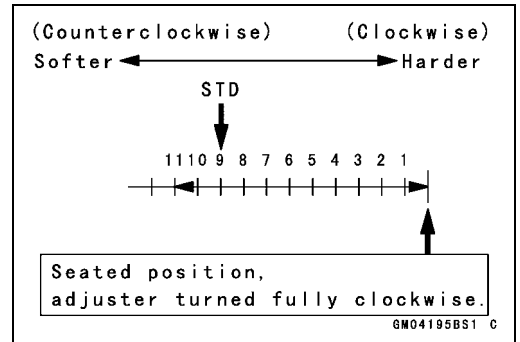 (Counterclockwise) (Clockwise)
Softer Harder
STD
11 10 9 8 7 6 5 4 3 2 1
Seated position,
adjuster turned fully clockwise.
GM04195BS1 C